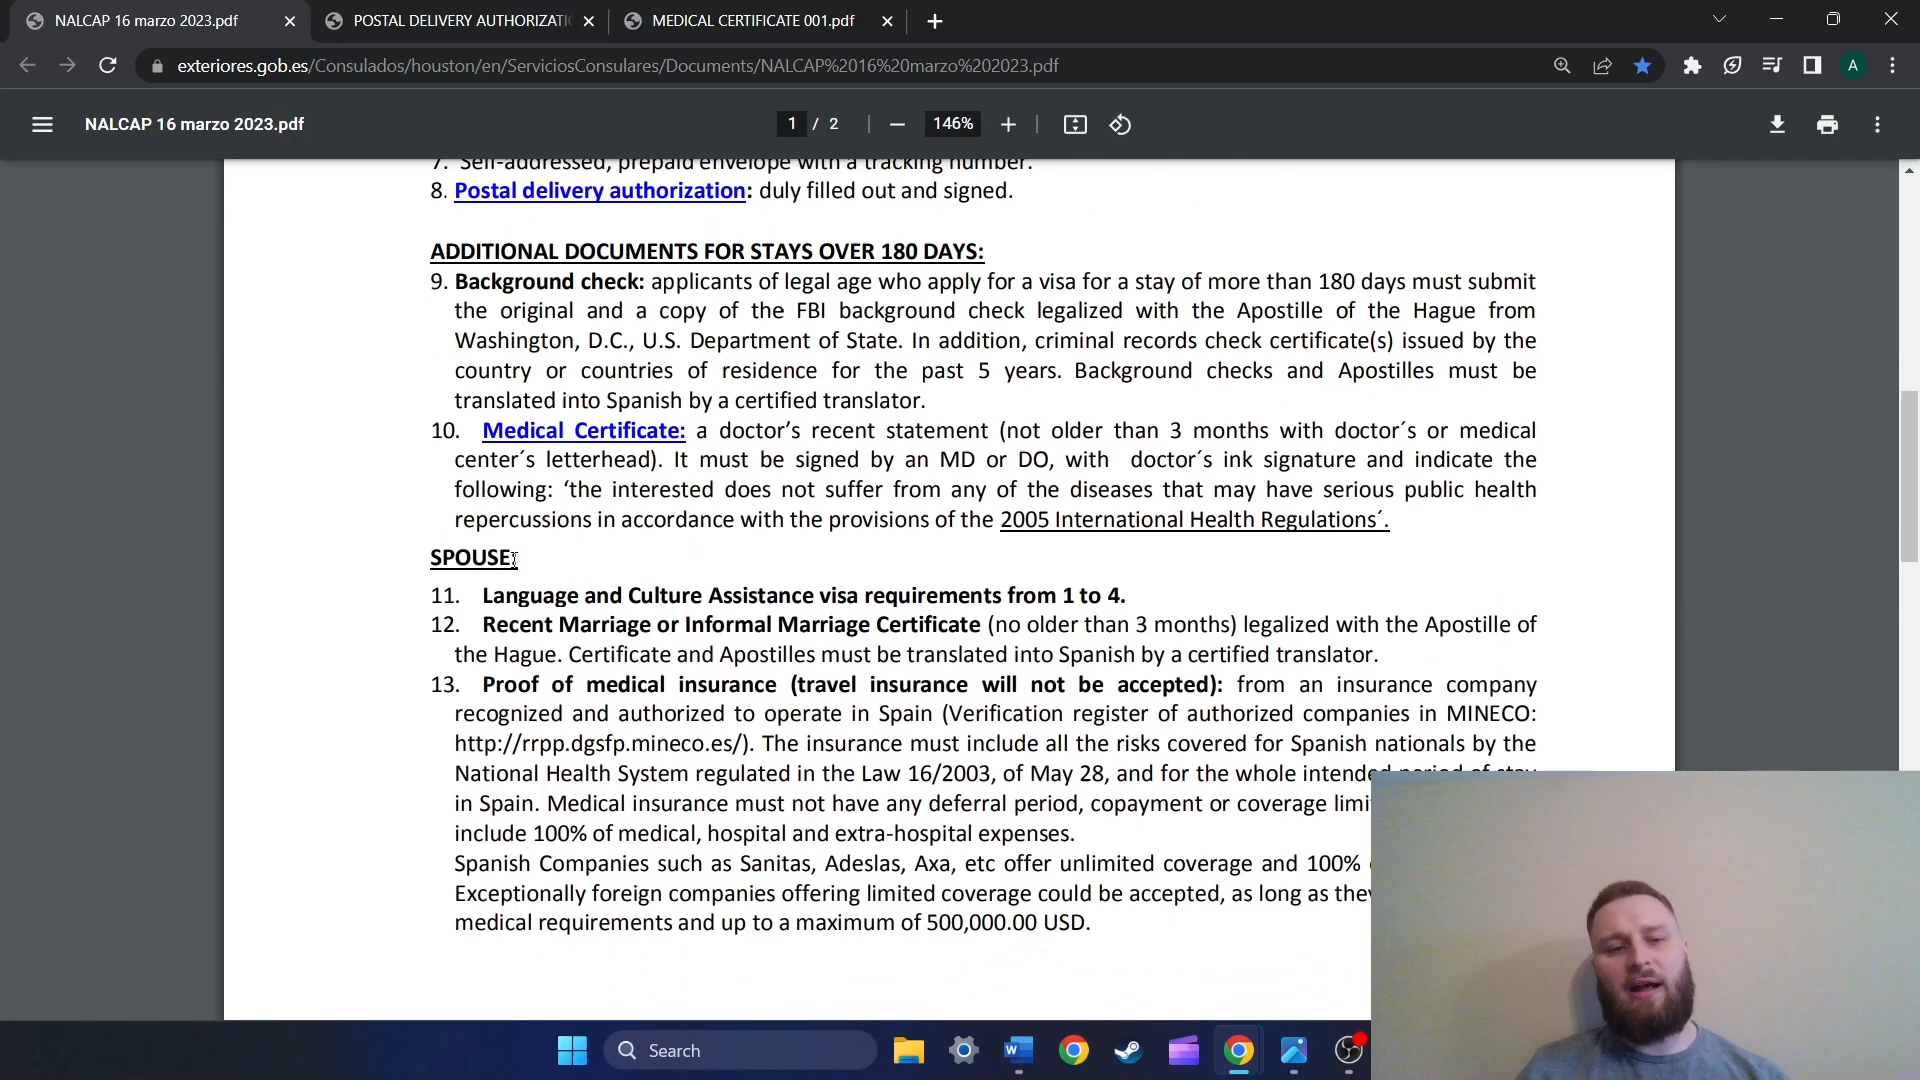 NALCAP 16 marzo 2023.pdf
POSTAL DELIVERY AUTHORIZATI
MEDICAL CERTIFICATE 001.pdf
exteriores.gob.es/Consulados/houston/en/ServiciosConsulares/Documents/NALCAP%2016%20marzo%202023.pdf
A
NALCAP 16 marzo 2023.pdf
1 / 2
146%
7. Self-addressed, prepaid envelope with a tracking number.
8. Postal delivery authorization: duly filled out and signed.
ADDITIONAL DOCUMENTS FOR STAYS OVER 180 DAYS:
9. Background check: applicants of legal age who apply for a visa for a stay of more than 180 days must submit
the original and a copy of the FBI background check legalized with the Apostille of the Hague from
Washington, D.C., U.S. Department of State. In addition, criminal records check certificate(s) issued by the
country or countries of residence for the past 5 years. Background checks and Apostilles must be
translated into Spanish by a certified translator.
10. Medical Certificate: a doctor’s recent statement (not older than 3 months with doctor´s or medical
center´s letterhead). It must be signed by an MD or DO, with doctor´s ink signature and indicate the
following: ‘the interested does not suffer from any of the diseases that may have serious public health
repercussions in accordance with the provisions of the 2005 International Health Regulations´.
SPOUSE:
11. Language and Culture Assistance visa requirements from 1 to 4.
12. Recent Marriage or Informal Marriage Certificate (no older than 3 months) legalized with the Apostille of
the Hague. Certificate and Apostilles must be translated into Spanish by a certified translator.
13. Proof of medical insurance (travel insurance will not be accepted): from an insurance company
recognized and authorized to operate in Spain (Verification register of authorized companies in MINECO:
http://rrpp.dgsfp.mineco.es/). The insurance must include all the risks covered for Spanish nationals by the
National Health System regulated in the Law 16/2003, of May 28, and for the whole intended period of stay
in Spain. Medical insurance must not have any deferral period, copayment or coverage limi
include 100% of medical, hospital and extra-hospital expenses.
Spanish Companies such as Sanitas, Adeslas, Axa, etc offer unlimited coverage and 100%
Exceptionally foreign companies offering limited coverage could be accepted, as long as they
medical requirements and up to a maximum of 500,000.00 USD.
Search